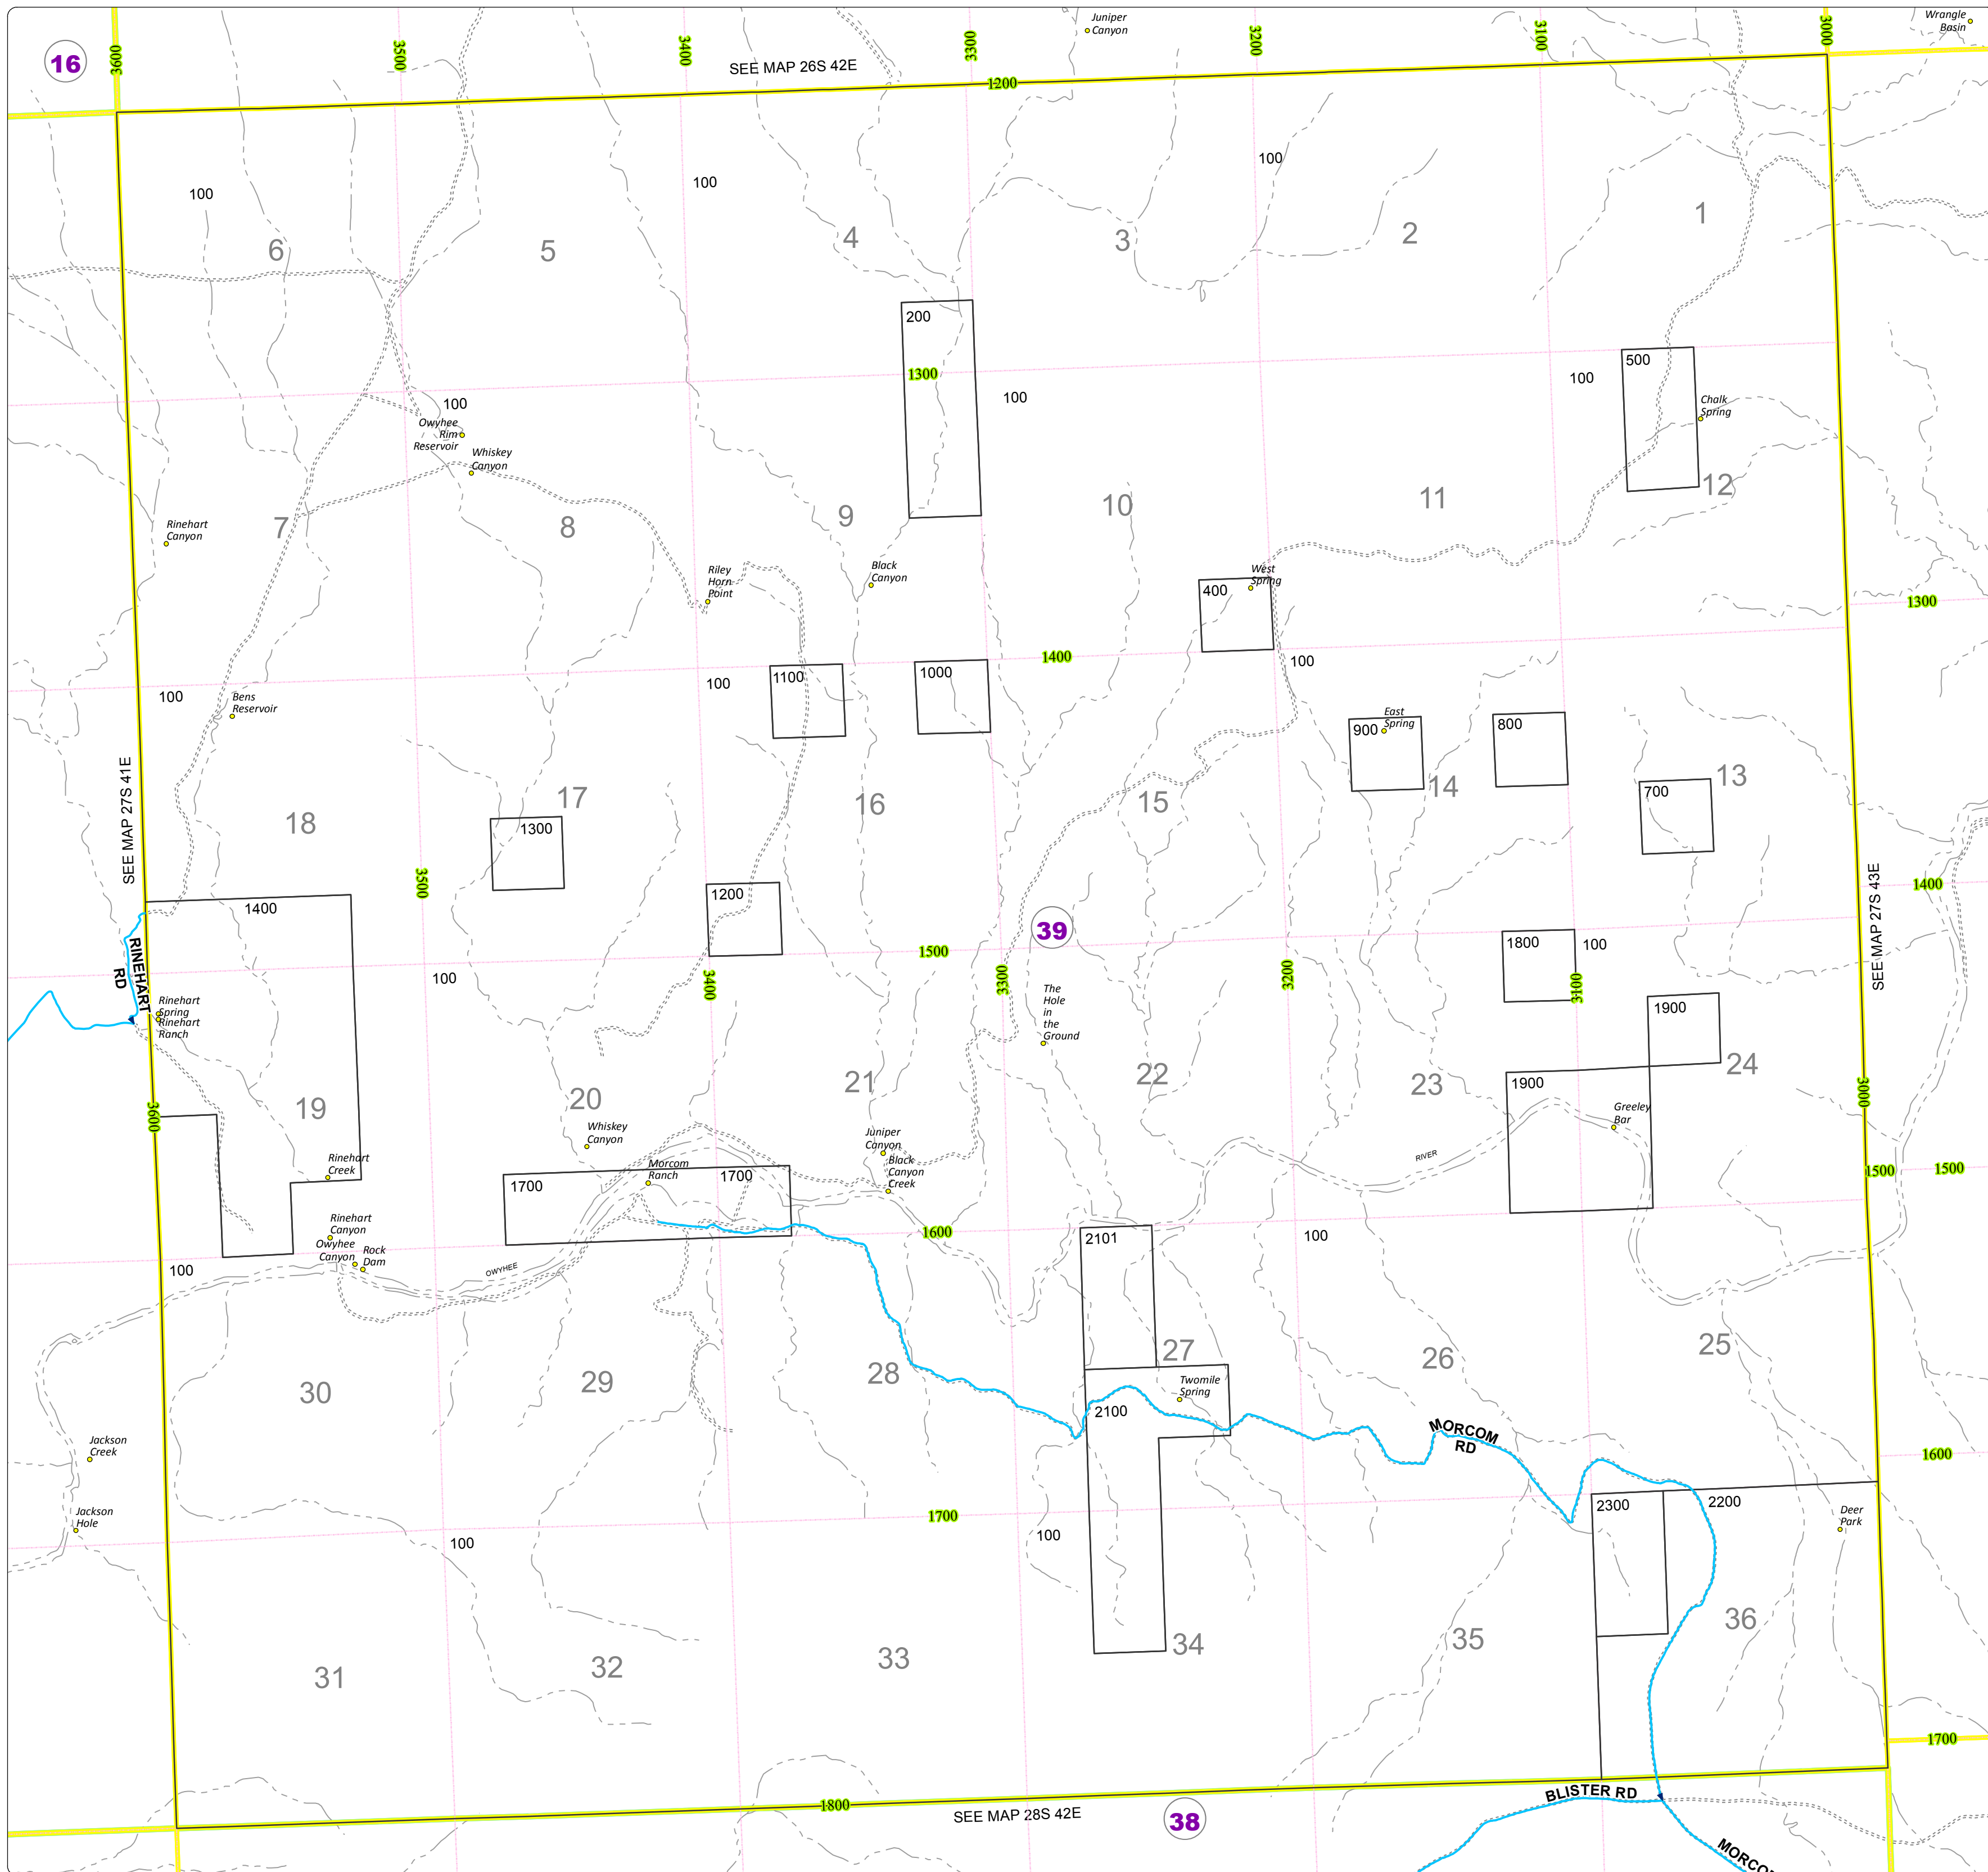 16
3600
3500
3400
3300
3200
3100
3000
Juniper
Canyon
Wrangle
Basin
SEE MAP 26S 42E
1200
100
100
100
6
5
4
3
2
1
200
1300
100
100
100
500
Chalk
Spring
Owyhee
Rim
Reservoir
Whiskey
Canyon
7
8
9
10
11
12
Rinehart
Canyon
Riley
Horn
Point
Black
Canyon
West
Spring
400
1300
1400
100
100
100
Bens
Reservoir
1100
1000
900
East
Spring
800
700
SEE MAP 27S 41E
18
17
16
15
14
13
1300
3500
1400
1200
39
1400
SEE MAP 27S 43E
RINEHART
RD
100
1500
3400
3300
3200
1800
100
3100
Rinehart
Spring
Rinehart
Ranch
The
Hole
in
the
Ground
1900
19
20
21
22
23
24
3600
1900
Greeley
Bar
3000
Whiskey
Canyon
Juniper
Canyon
Black
Canyon
Creek
Rinehart
Creek
Morcom
Ranch
1700
1700
RIVER
1500
1500
Rinehart
Canyon
Owyhee
Canyon
Rock
Dam
100
OWYHEE
1600
2101
100
30
29
28
27
26
25
Twomile
Spring
2100
Jackson
Creek
MORCOM
RD
1600
Jackson
Hole
100
1700
100
2300
2200
Deer
Park
31
32
33
34
35
36
1700
1800
SEE MAP 28S 42E
38
BLISTER RD